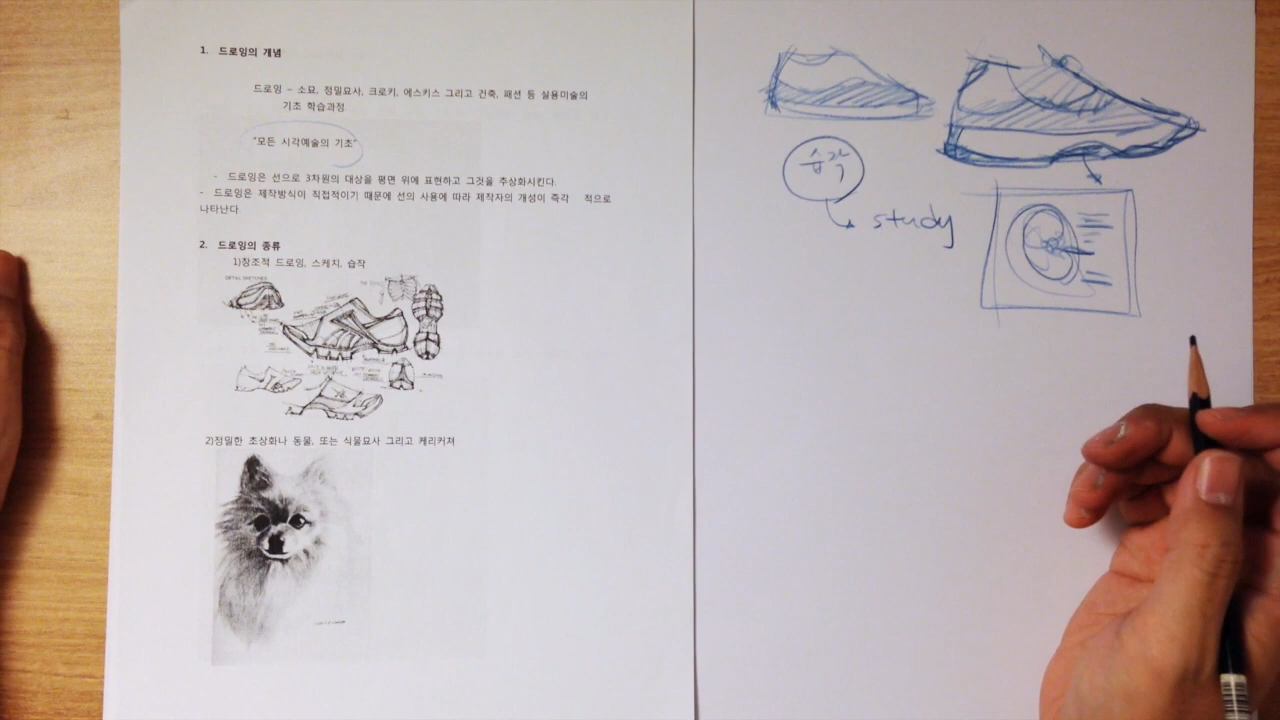 1. 드로잉의 개념
드로잉 – 소묘, 정밀묘사, 크로키, 에스키스 그리고 건축, 패션 등 실용미술의
기초 학습과정
"모든 시각예술의 기초"
- 드로잉은 선으로 3차원의 대상을 평면 위에 표현하고 그것을 추상화시킨다.
- 드로잉은 제작방식이 직접적이기 때문에 선의 사용에 따라 제작자의 개성이 즉각 적으로
나타난다
2. 드로잉의 종류
1)창조적 드로잉, 스케치, 습작
DETAIL SKETCHES
2)정밀한 초상화나 동물, 또는 식물묘사 그리고 케리커쳐
습작
study